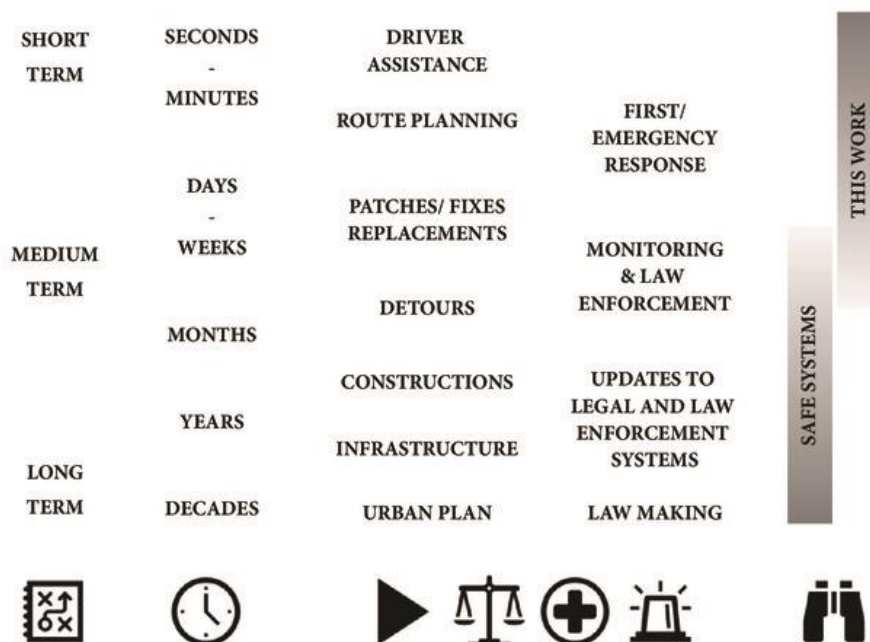 SHORT
TERM
SECONDS
-
MINUTES
DRIVER
ASSISTANCE
ROUTE PLANNING
FIRST/
EMERGENCY
RESPONSE
DAYS
-
WEEKS
PATCHES/ FIXES
REPLACEMENTS
MEDIUM
TERM
MONITORING
& LAW
ENFORCEMENT
DETOURS
MONTHS
CONSTRUCTIONS
UPDATES TO
LEGAL AND LAW
ENFORCEMENT
SYSTEMS
YEARS
INFRASTRUCTURE
LONG
TERM
DECADES
URBAN PLAN
LAW MAKING
SAFE SYSTEMS
THIS WORK